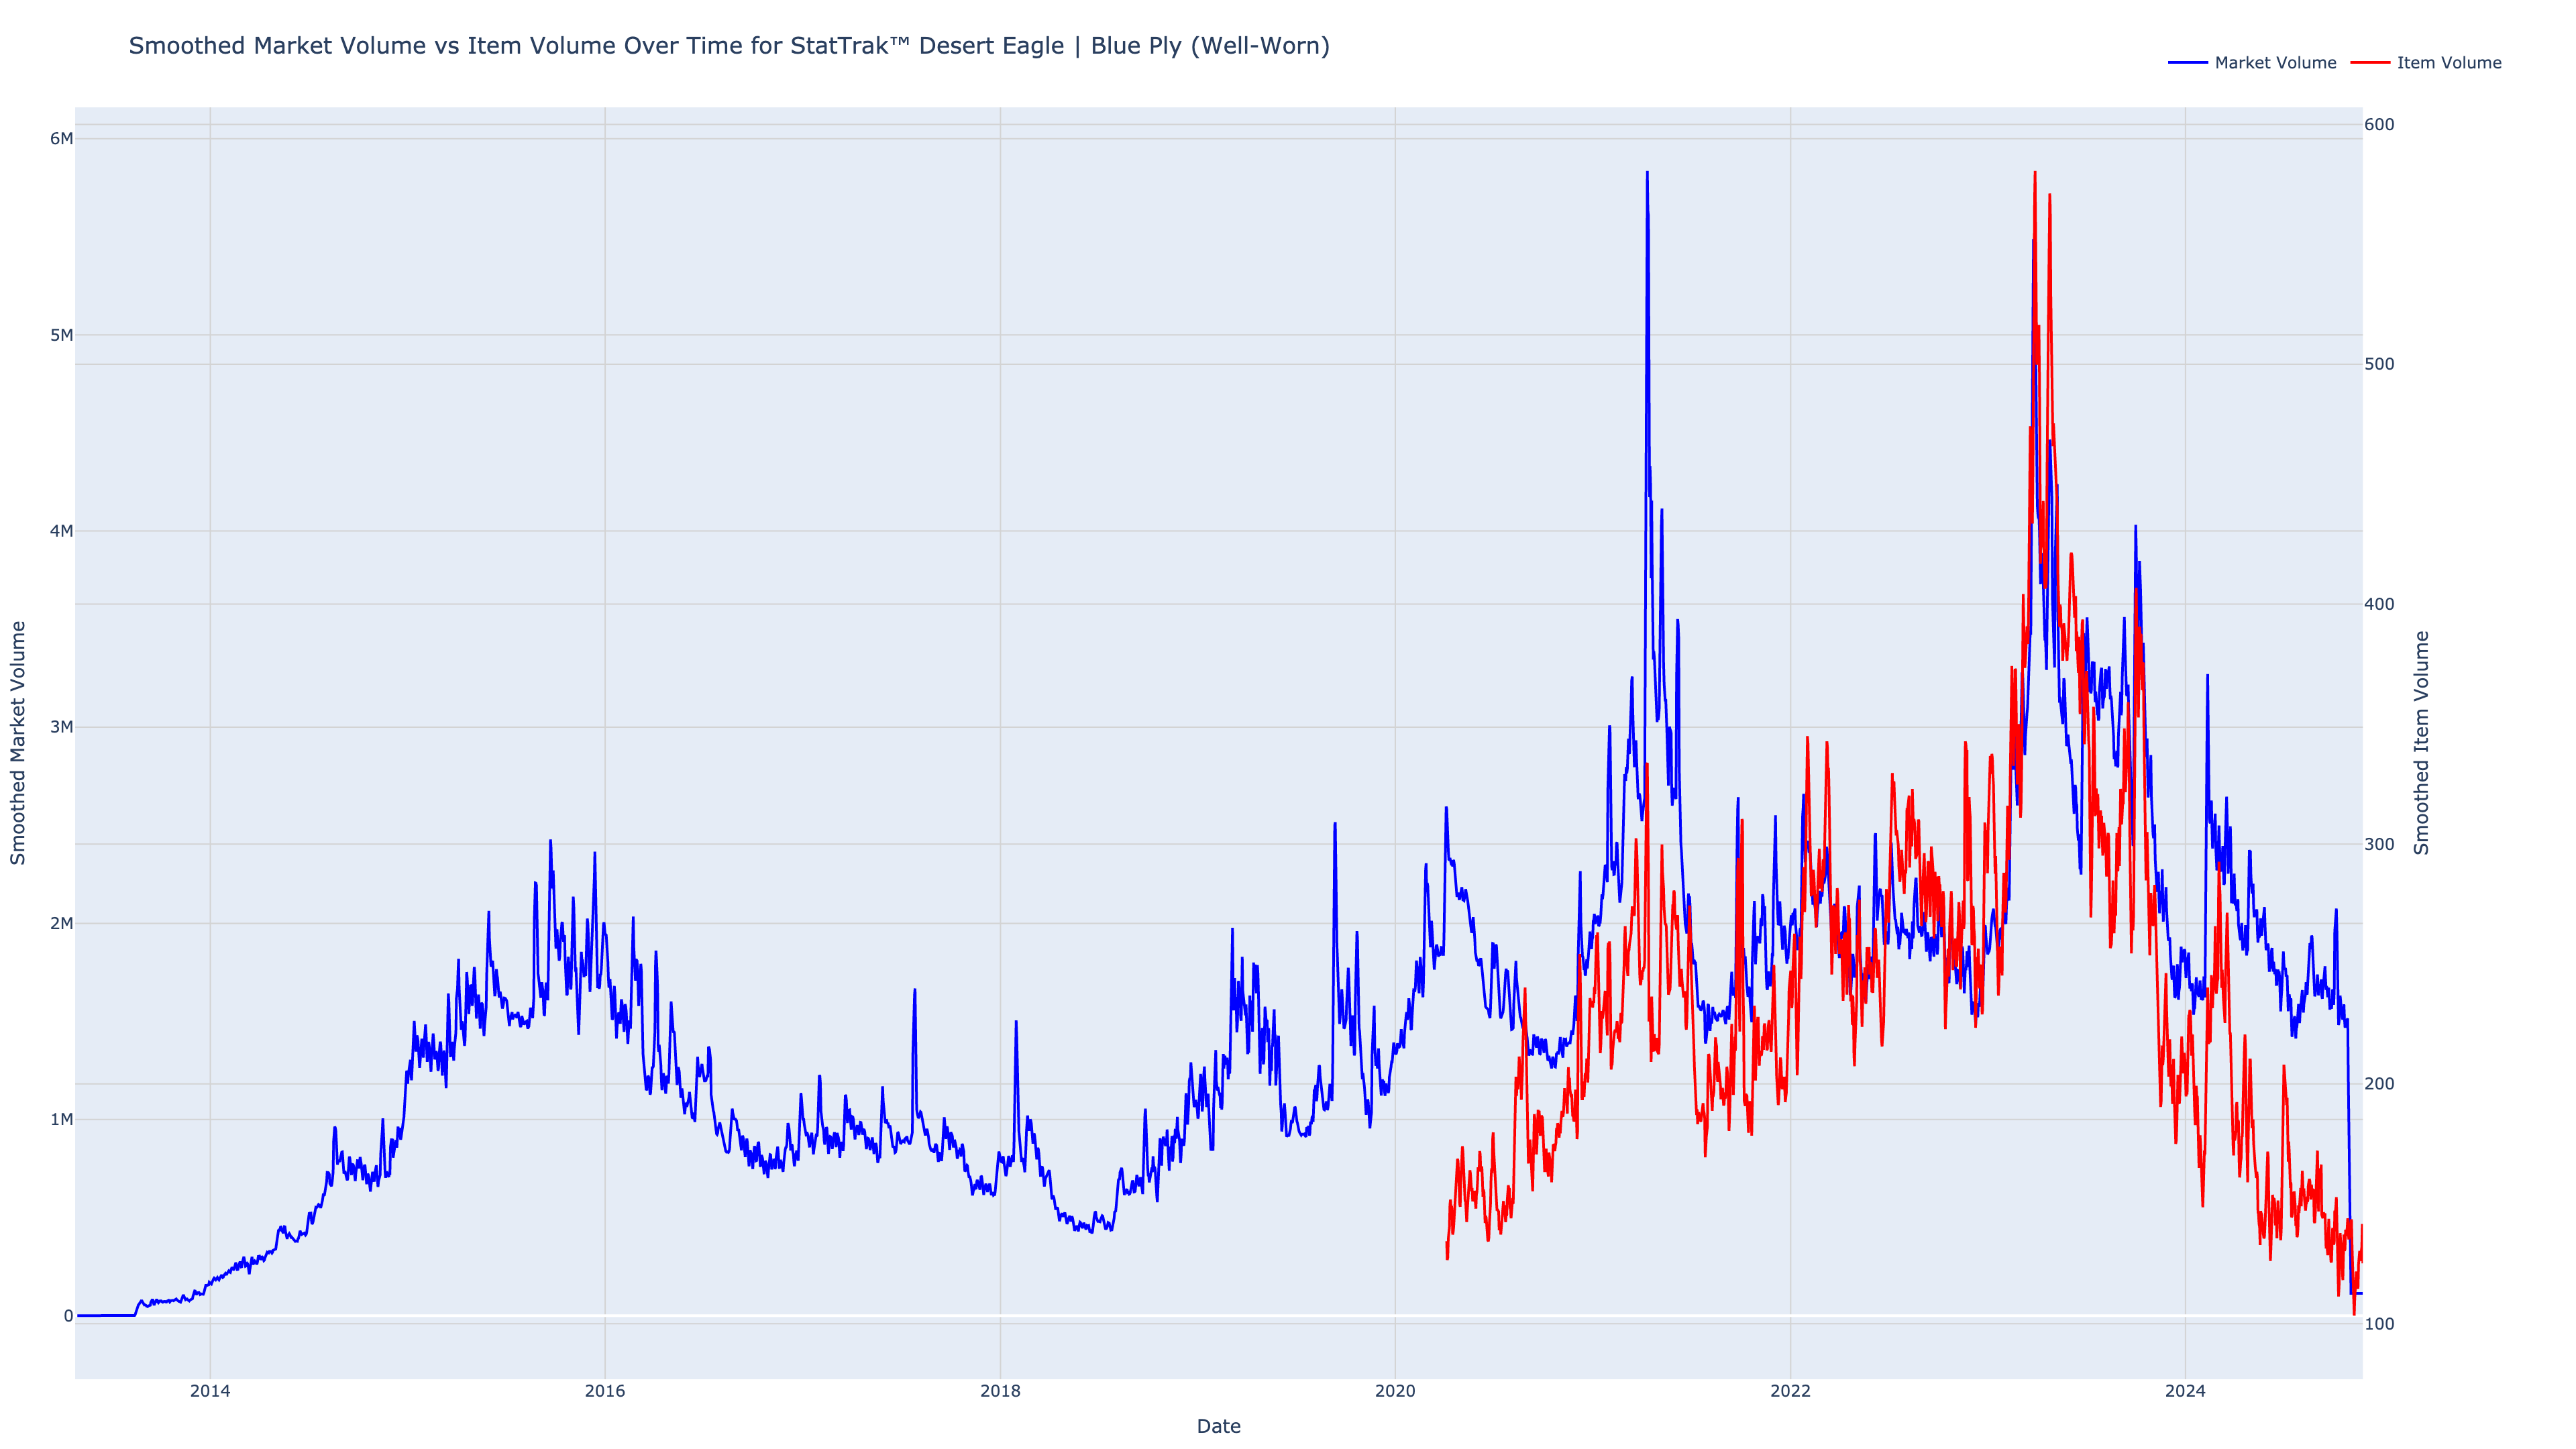 Smoothed Market Volume vs Item Volume Over Time for StatTrak™ Desert Eagle | Blue Ply (Well-Worn)
Market Volume
Item Volume
6M
5M
4M
3M
2M
1M
0
Smoothed Market Volume
600
500
400
300
200
100
Smoothed Item Volume
2014
2016
2018
2020
2022
2024
Date